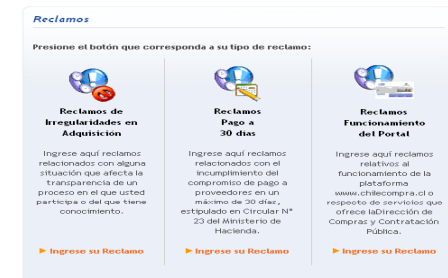 Reclamos
Presione el botón que corresponda a su tipo de reclamo:
Reclamos de
Irregularidades en
Adquisición
Ingrese aquí reclamos
relacionados con alguna
situación que afecta la
transparencia de un
proceso en el que usted
participa o del que tiene
conocimiento.
Ingrese su Reclamo
Reclamos
Pago a
30 días
Ingrese aquí reclamos
relacionados con el
incumplimiento del
compromiso de pago a
proveedores en un
máximo de 30 días,
estipulado en Circular N°
23 del Ministerio de
Hacienda.
Ingrese su Reclamo
Reclamos
Funcionamiento
del Portal
Ingrese aquí reclamos
relativos al
funcionamiento de la
plataforma
www.chilecompra.cl o
respecto de servicios que
ofrece laDirección de
Compras y Contratación
Pública.
Ingrese su Reclamo